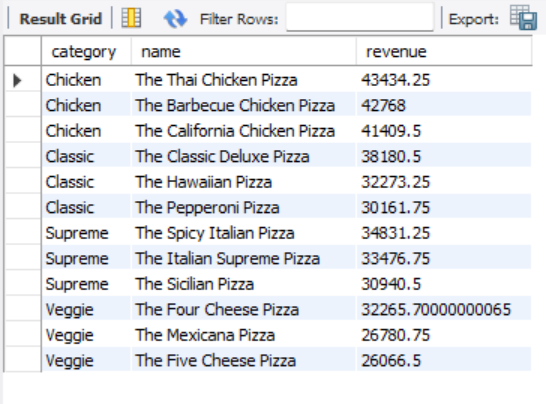 Result Grid Filter Rows: Export:
category name revenue
Chicken The Thai Chicken Pizza 43434.25
Chicken The Barbecue Chicken Pizza 42768
Chicken The California Chicken Pizza 41409.5
Classic The Classic Deluxe Pizza 38180.5
Classic The Hawaiian Pizza 32273.25
Classic The Pepperoni Pizza 30161.75
Supreme The Spicy Italian Pizza 34831.25
Supreme The Italian Supreme Pizza 33476.75
Supreme The Sicilian Pizza 30940.5
Veggie The Four Cheese Pizza 32265.70000000065
Veggie The Mexicana Pizza 26780.75
Veggie The Five Cheese Pizza 26066.5